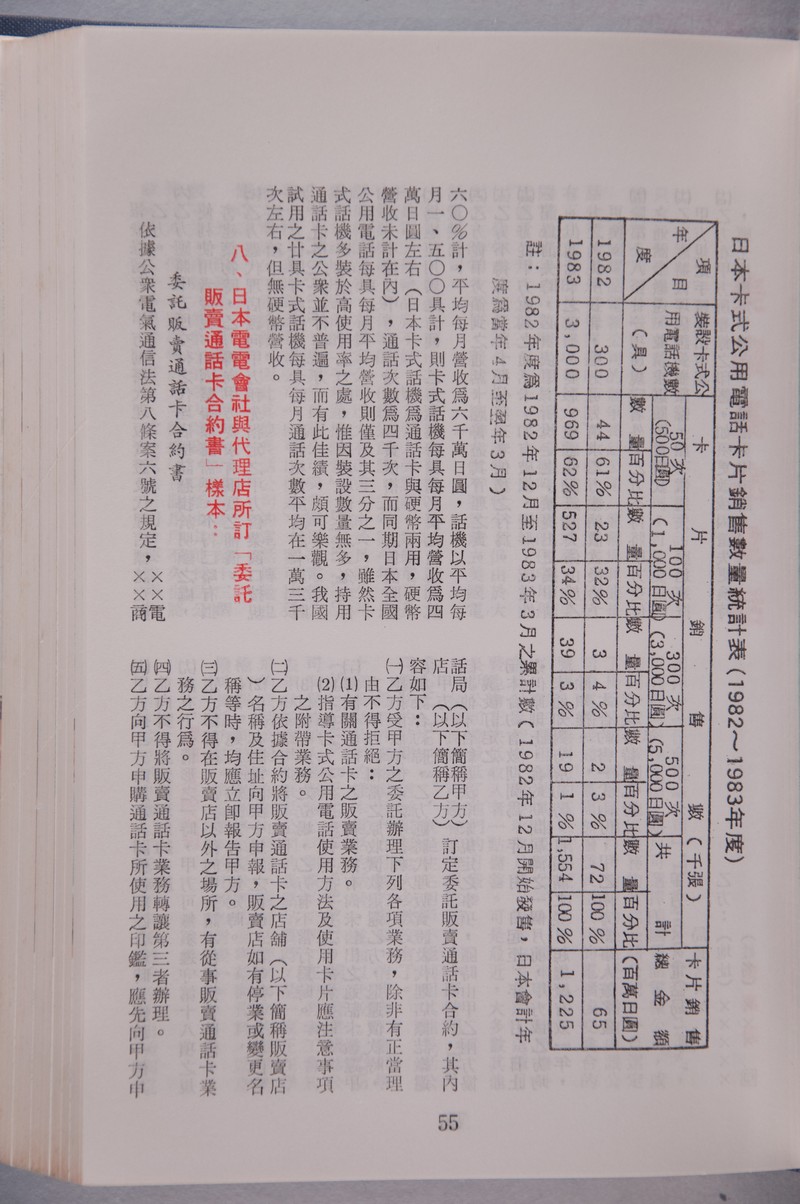 日本卡式公用電話卡片銷售數量統計表(1982～1983年度)
項目 年度
裝設卡式公用電話機數(具)
卡片銷售數(千張)
卡片銷售總金額(百萬日圓)
50次(500日圓) 100次(1,000日圓) 300次(3,000日圓) 500次(5,000日圓) 共計
數量 百分比 數量 百分比 數量 百分比 數量 百分比 數量 百分比
1982 300 44 61% 23 32% 3 4% 2 3% 72 100% 65
1983 3,000 969 62% 527 34% 39 3% 19 1% 1,554 100% 1,225
註：1982年度為1982年12月至1983年3月之累計數(1982年12月開始發售，日本會計年
度為當年4月至翌年3月)
六○%計，平均每月營收爲六千萬日圓，話機以平均每
月一、五○○具計，則卡式話機每具每月平均營收爲四
萬日圓左右（日本卡式話機爲通話卡與硬幣兩用，硬幣
營收未計在內），通話次數爲四千次，而同期日本全國
公用電話每具每月平均營收則僅及其三分之一，雖然卡
式話機多裝於高使用率之處，惟因裝設數量無多，持用
通話卡之公衆並不普遍，而有此佳績，頗可樂觀。我國
試用之廿具卡式話機每具每月通話次數平均在一萬三千
次左右，但無硬幣營收。
八、日本電電會社與代理店所訂「委託
販賣通話卡合約書」樣本：
委託販賣通話卡合約書
依據公衆電氣通信法第八條案六號之規定，××電
××商
話局（以下簡稱甲方）
店（以下簡稱乙方）
訂定委託販賣通話卡合約，其內
容如下：
㈠乙方受甲方之委託辦理下列各項業務，除非有正當理
由不得拒絕：
⑴有關通話卡之販賣業務。
⑵指導卡式公用電話使用方法及使用卡片應注意事項
之附帶業務。
㈡乙方依據合約將販賣通話卡之店舖（以下簡稱販賣店
）名稱及住址向甲方申報，販賣店如有停業或變更名
稱等時，均應立卽報告甲方。
㈢乙方不得在販賣店以外之場所，有從事販賣通話卡業
務之行爲。
㈣乙方不得將販賣通話卡業務轉讓第三者辦理。
㈤乙方向甲方申購通話卡所使用之印鑑，應先向甲方申
55